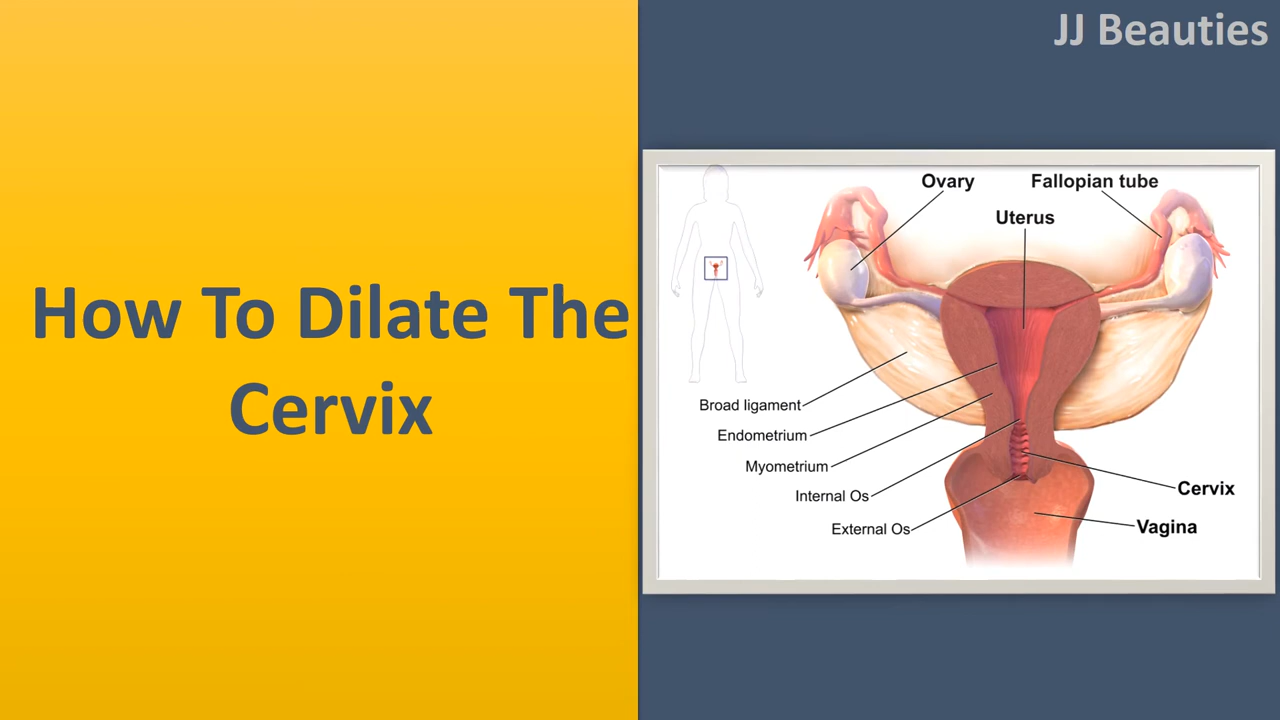 JJ Beauties
How To Dilate The
Cervix
Ovary
Fallopian tube
Uterus
Broad ligament
Endometrium
Myometrium
Internal Os
External Os
Cervix
Vagina